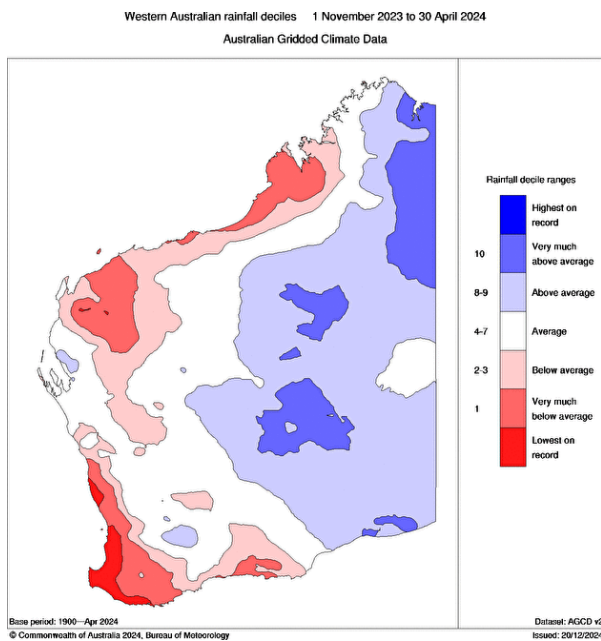 Western Australian rainfall deciles 1 November 2023 to 30 April 2024
Australian Gridded Climate Data
Rainfall decile ranges
Highest on
record
10 Very much
above average
8-9 Above average
4-7 Average
2-3 Below average
1 Very much
below average
Lowest on
record
Base period: 1900—Apr 2024
Dataset: AGCD v2
© Commonwealth of Australia 2024, Bureau of Meteorology
Issued: 20/12/2024